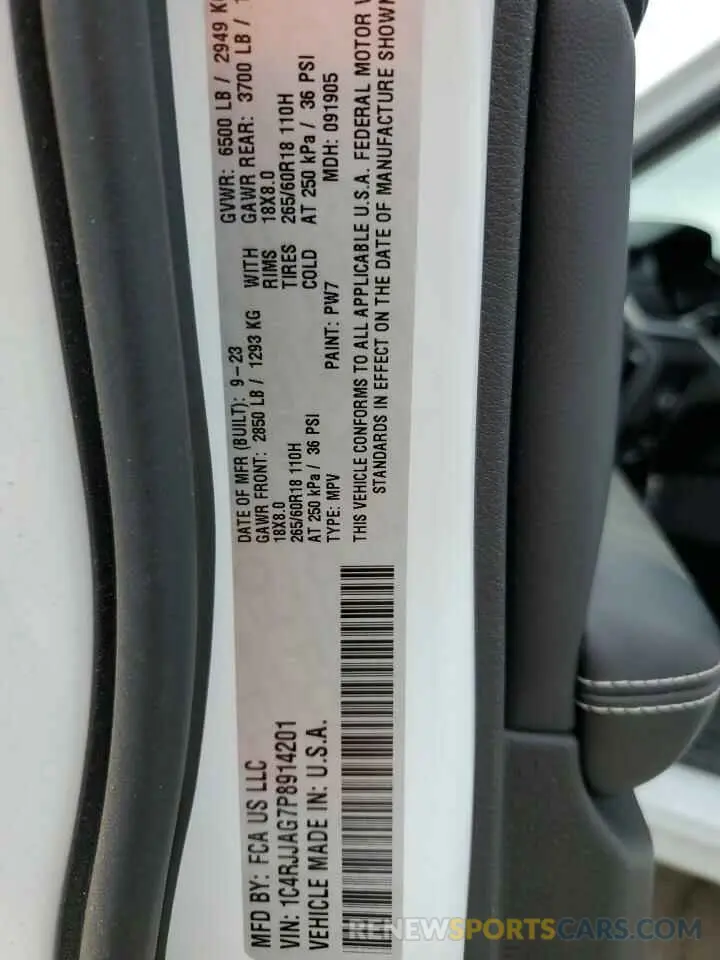 MFD BY: FCA US LLC
VIN: 1C4RJJAG7P8914201
VEHICLE MADE IN: U.S.A.
DATE OF MFR (BUILT): 9-23 GVWR: 6500 LB / 2949 KG
GAWR FRONT: 2850 LB / 1293 KG WITH GAWR REAR: 3700 LB /
18X8.0 RIMS 18X8.0
265/60R18 110H TIRES 265/60R18 110H
AT 250 kPa / 36 PSI COLD AT 250 kPa / 36 PSI
TYPE: MPV PAINT: PW7 MDH: 091905
THIS VEHICLE CONFORMS TO ALL APPLICABLE U.S.A. FEDERAL MOTOR
STANDARDS IN EFFECT ON THE DATE OF MANUFACTURE SHOWN
RENEWSPORTSCARS.COM